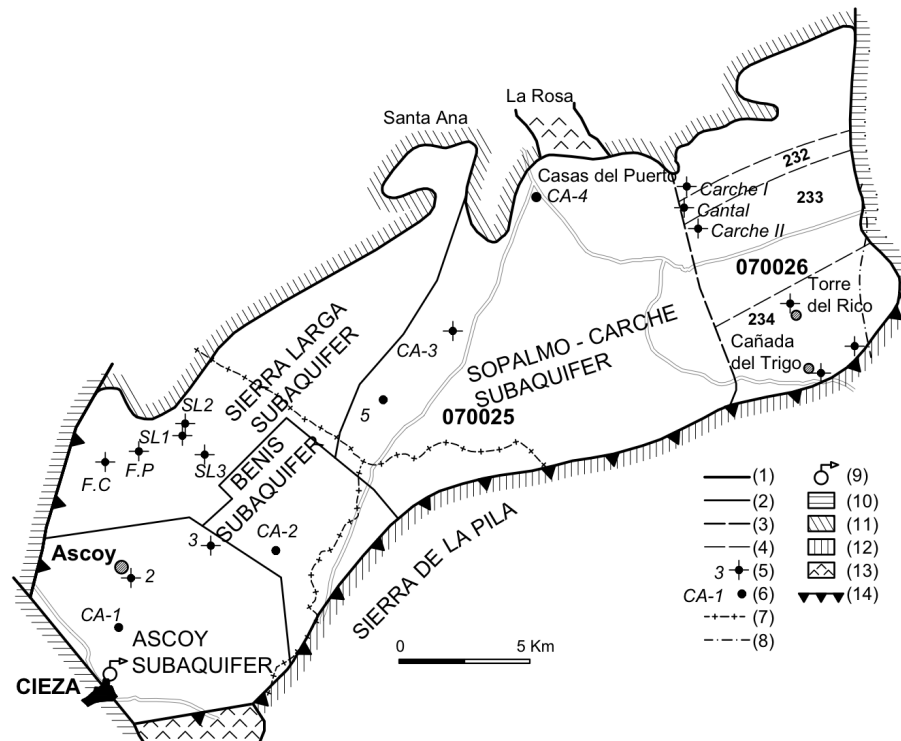 La Rosa
Santa Ana
232
Casas del Puerto
CA-4
Carche I
Cantal
Carche II
233
070026
Torre
del Rico
234
Cañada
del Trigo
CA-3
SOPALMO - CARCHE
SUBAQUIFER
SIERRA LARGA
SUBAQUIFER
5
070025
SL2
SL1
SL3
F.C
F.P
BENIS
SUBAQUIFER
3
CA-2
Ascoy
2
CA-1
SIERRA DE LA PILA
ASCOY
SUBAQUIFER
CIEZA
0 5 Km
(1)
(2)
(3)
(4)
3 (5)
CA-1 (6)
(7)
(8)
(9)
(10)
(11)
(12)
(13)
(14)